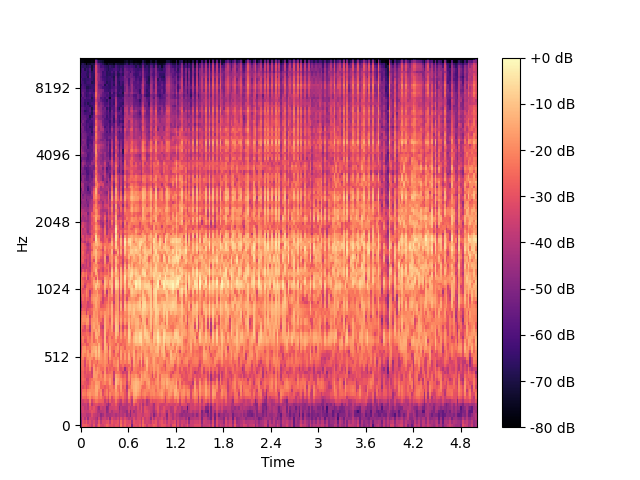 +0 dB
8192
-10 dB
4096
-20 dB
-30 dB
2048
Hz
-40 dB
1024
-50 dB
-60 dB
512
-70 dB
0
-80 dB
0 0.6 1.2 1.8 2.4 3 3.6 4.2 4.8
Time